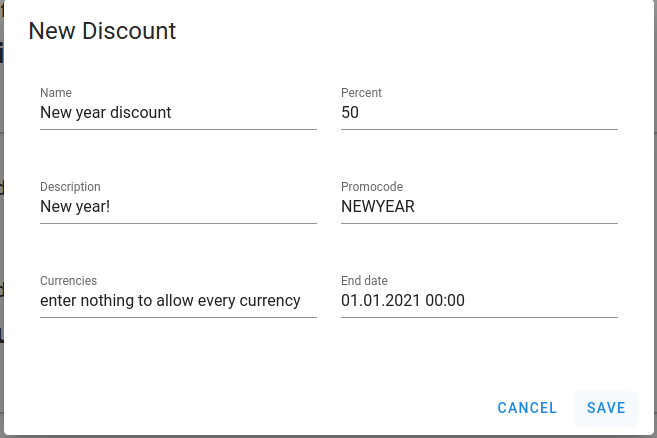 New Discount
Name
Percent
New year discount
50
Description
Promocode
New year!
NEWYEAR
Currencies
End date
enter nothing to allow every currency
01.01.2021 00:00
CANCEL
SAVE